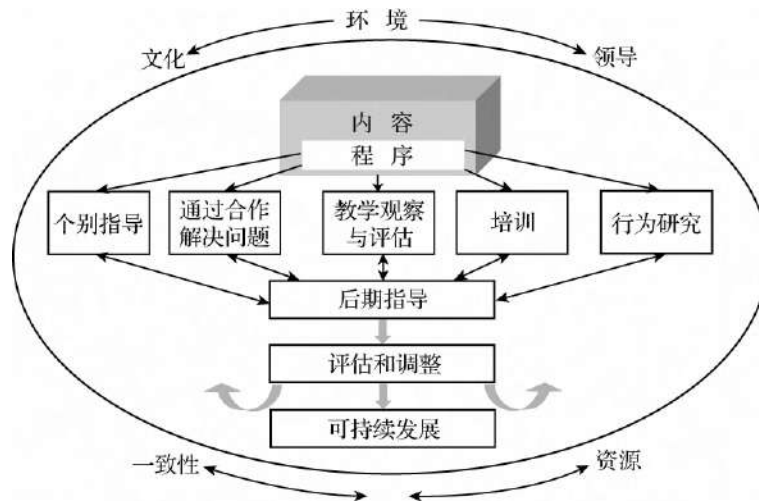 环 境
文化
领导
内 容
程 序
个别指导
通过合作
解决问题
教学观察
与评估
培训
行为研究
后期指导
评估和调整
可持续发展
一致性
资源